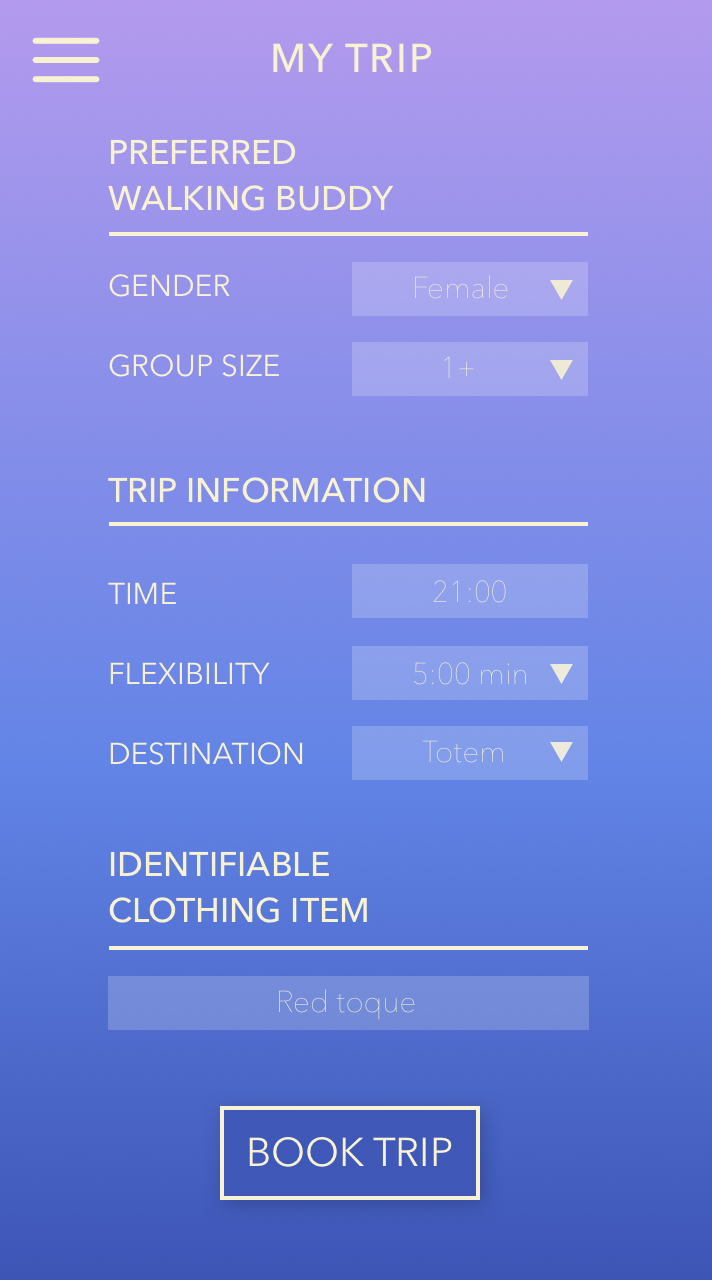 MY TRIP
PREFERRED
WALKING BUDDY
GENDER Female
GROUP SIZE 1+
TRIP INFORMATION
TIME 21:00
FLEXIBILITY 5:00 min
DESTINATION Totem
IDENTIFIABLE
CLOTHING ITEM
Red toque
BOOK TRIP